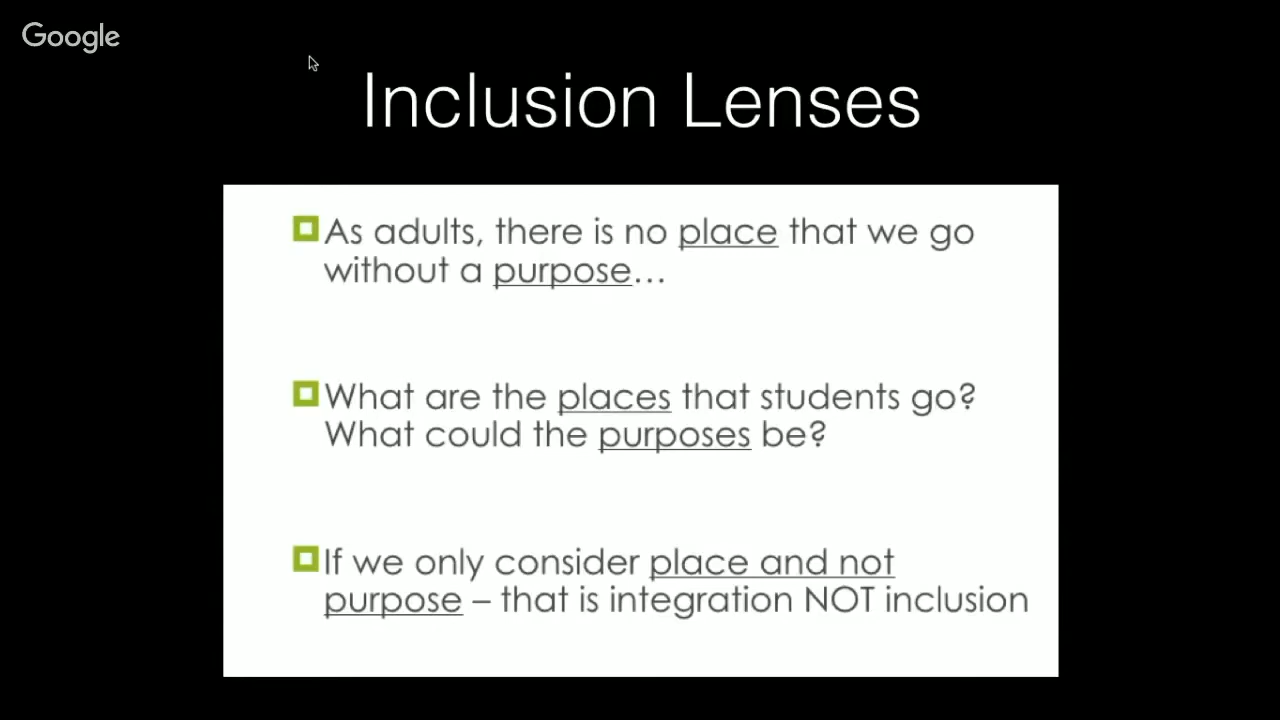 Google
Inclusion Lenses
As adults, there is no place that we go
without a purpose...
What are the places that students go?
What could the purposes be?
If we only consider place and not
purpose – that is integration NOT inclusion